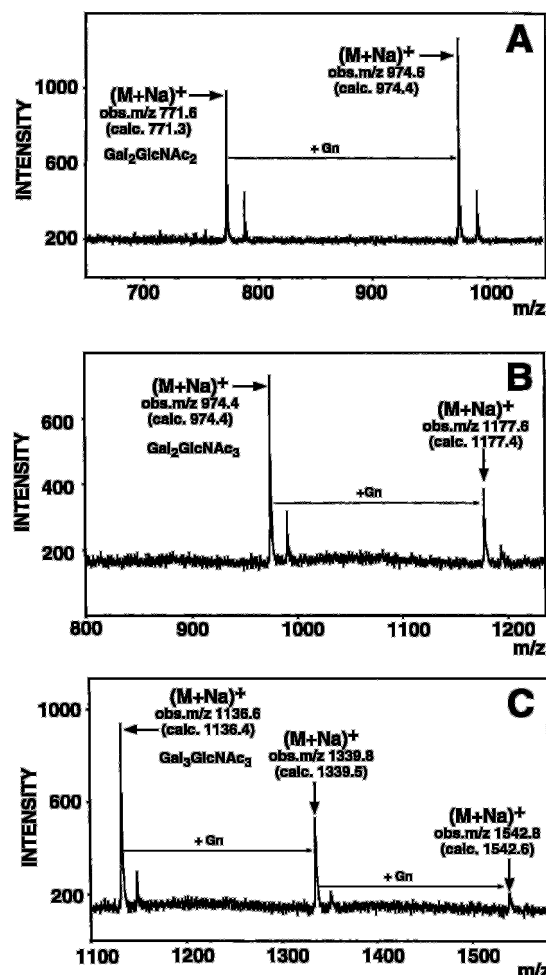 A
(M+Na)+
obs.m/z 974.6
(calc. 974.4)
(M+Na)+
obs.m/z 771.6
(calc. 771.3)
Gal2GlcNAc2
+ Gn
INTENSITY
1000
600
200
700
800
900
1000
m/z
B
(M+Na)+
obs.m/z 974.4
(calc. 974.4)
Gal2GlcNAc3
(M+Na)+
obs.m/z 1177.6
(calc. 1177.4)
+Gn
INTENSITY
600
400
200
800
900
1000
1100
1200
m/z
C
(M+Na)+
obs.m/z 1136.6
(calc. 1136.4)
Gal3GlcNAc3
(M+Na)+
obs.m/z 1339.8
(calc. 1339.5)
(M+Na)+
obs.m/z 1542.8
(calc. 1542.6)
+ Gn
+ Gn
INTENSITY
1000
600
200
1100
1200
1300
1400
1500
m/z